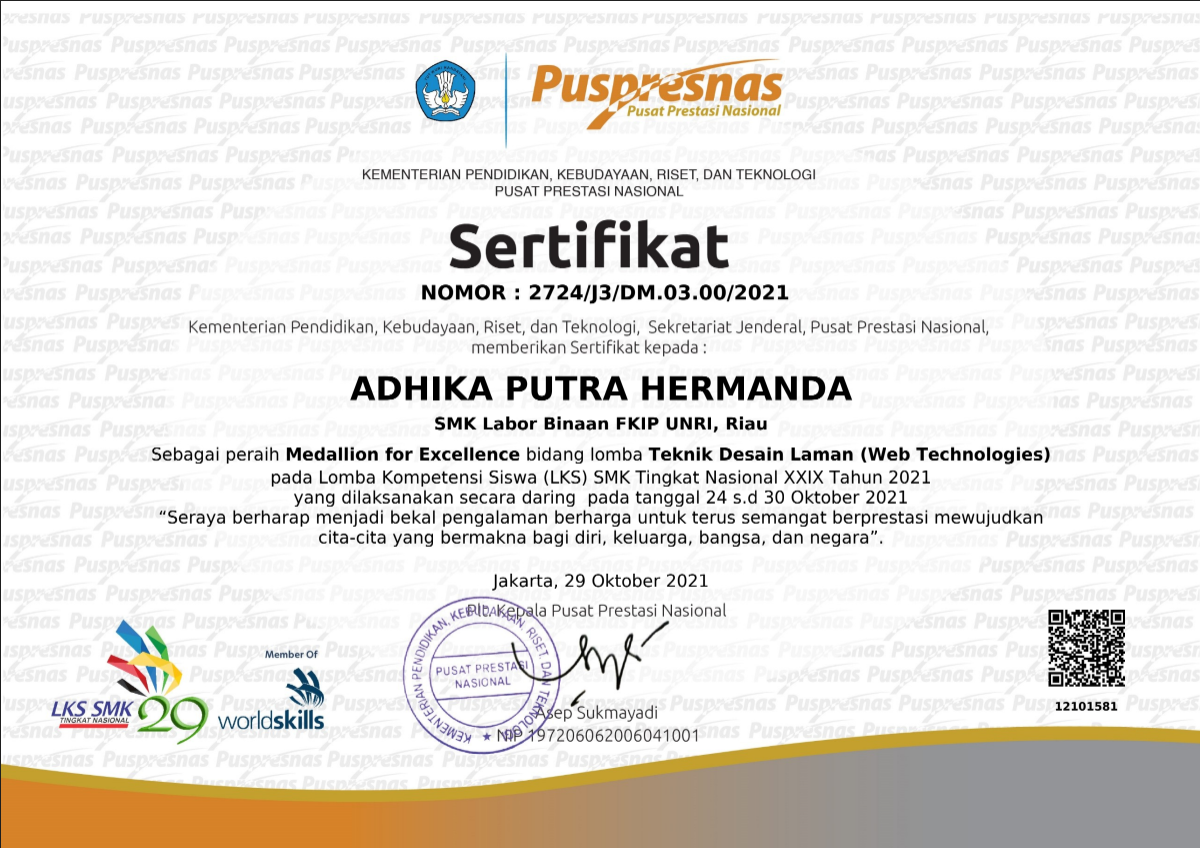 Puspresnas
Pusat Prestasi Nasional
KEMENTERIAN PENDIDIKAN, KEBUDAYAAN, RISET, DAN TEKNOLOGI
PUSAT PRESTASI NASIONAL
Sertifikat
NOMOR : 2724/J3/DM.03.00/2021
Kementerian Pendidikan, Kebudayaan, Riset, dan Teknologi, Sekretariat Jenderal, Pusat Prestasi Nasional,
memberikan Sertifikat kepada :
ADHIKA PUTRA HERMANDA
SMK Labor Binaan FKIP UNRI, Riau
Sebagai peraih Medallion for Excellence bidang lomba Teknik Desain Laman (Web Technologies)
pada Lomba Kompetensi Siswa (LKS) SMK Tingkat Nasional XXIX Tahun 2021
yang dilaksanakan secara daring pada tanggal 24 s.d 30 Oktober 2021
“Seraya berharap menjadi bekal pengalaman berharga untuk terus semangat berprestasi mewujudkan
cita-cita yang bermakna bagi diri, keluarga, bangsa, dan negara”.
Jakarta, 29 Oktober 2021
Plt. Kepala Pusat Prestasi Nasional
KEMENTERIAN PENDIDIKAN, KEBUDAYAAN, RISET, DAN TEKNOLOGI
PUSAT PRESTASI
NASIONAL
Asep Sukmayadi
NIP 197206062006041001
LKS SMK
TINGKAT NASIONAL
29
Member Of
worldskills
12101581